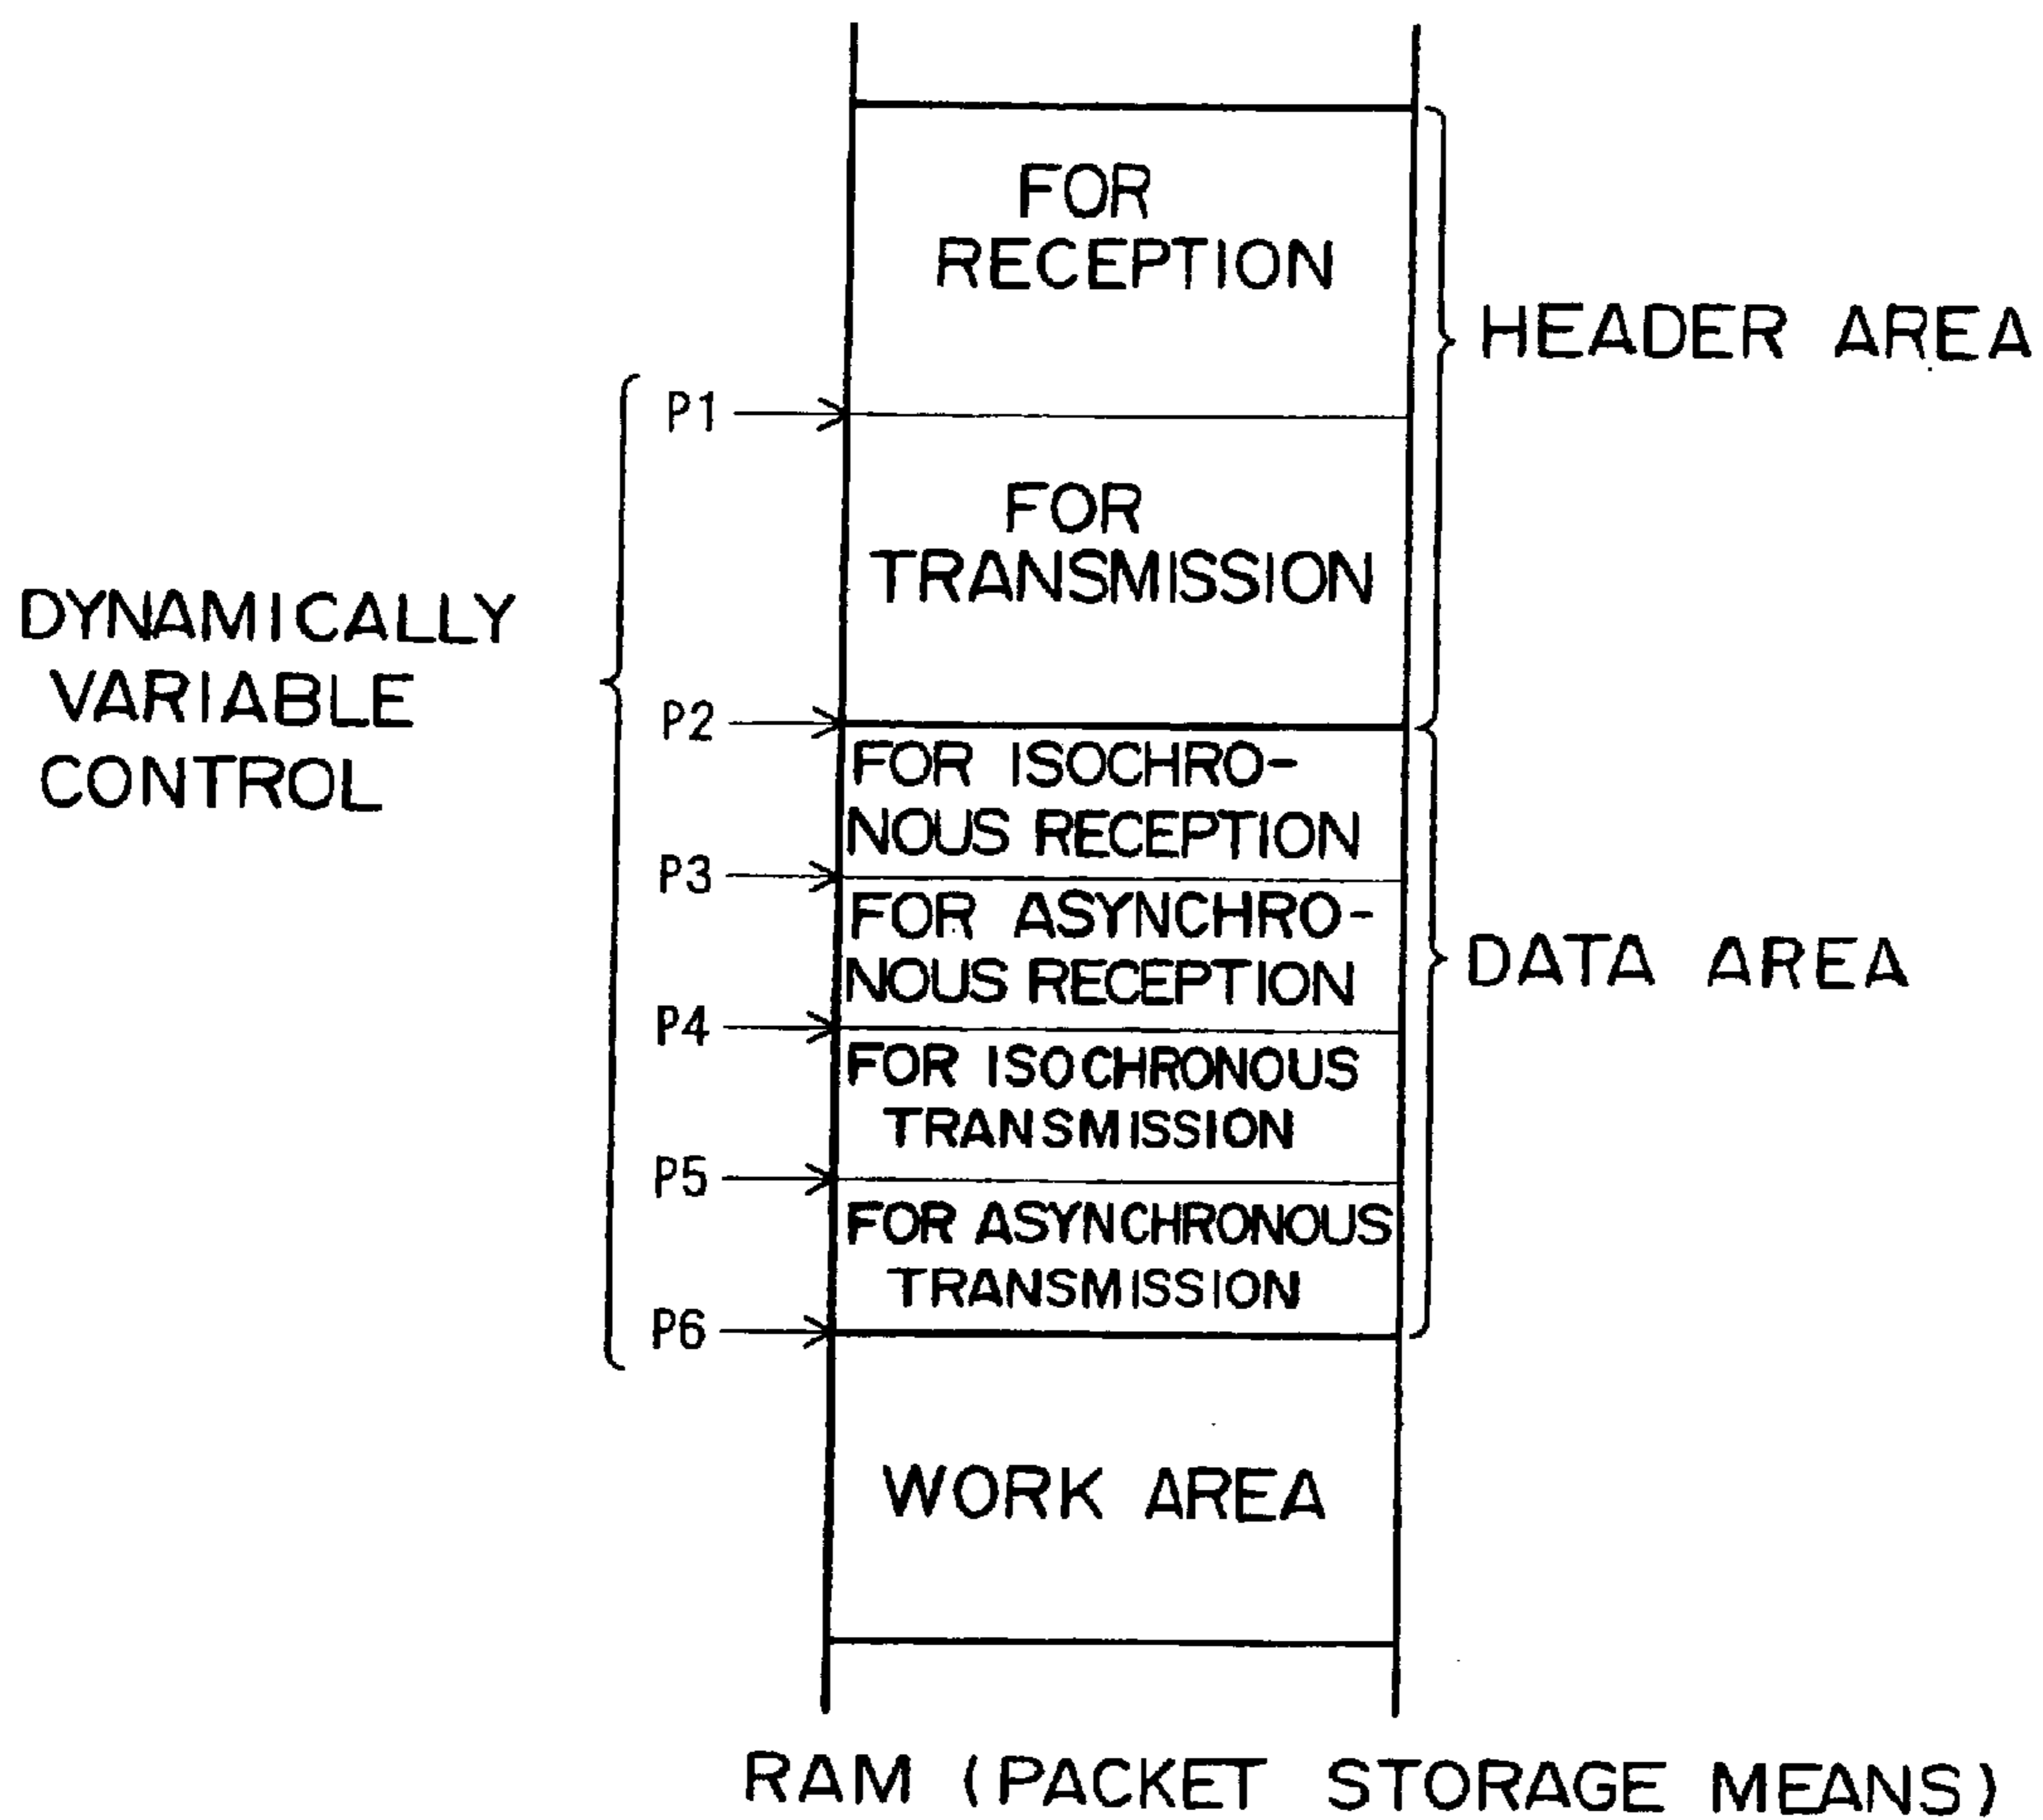 FOR
RECEPTION
HEADER AREA
P1
FOR
TRANSMISSION
DYNAMICALLY
VARIABLE
CONTROL
P2
FOR ISOCHRO-
NOUS RECEPTION
P3
FOR ASYNCHRO-
NOUS RECEPTION
DATA AREA
P4
FOR ISOCHRONOUS
TRANSMISSION
P5
FOR ASYNCHRONOUS
TRANSMISSION
P6
WORK AREA
RAM (PACKET STORAGE MEANS)